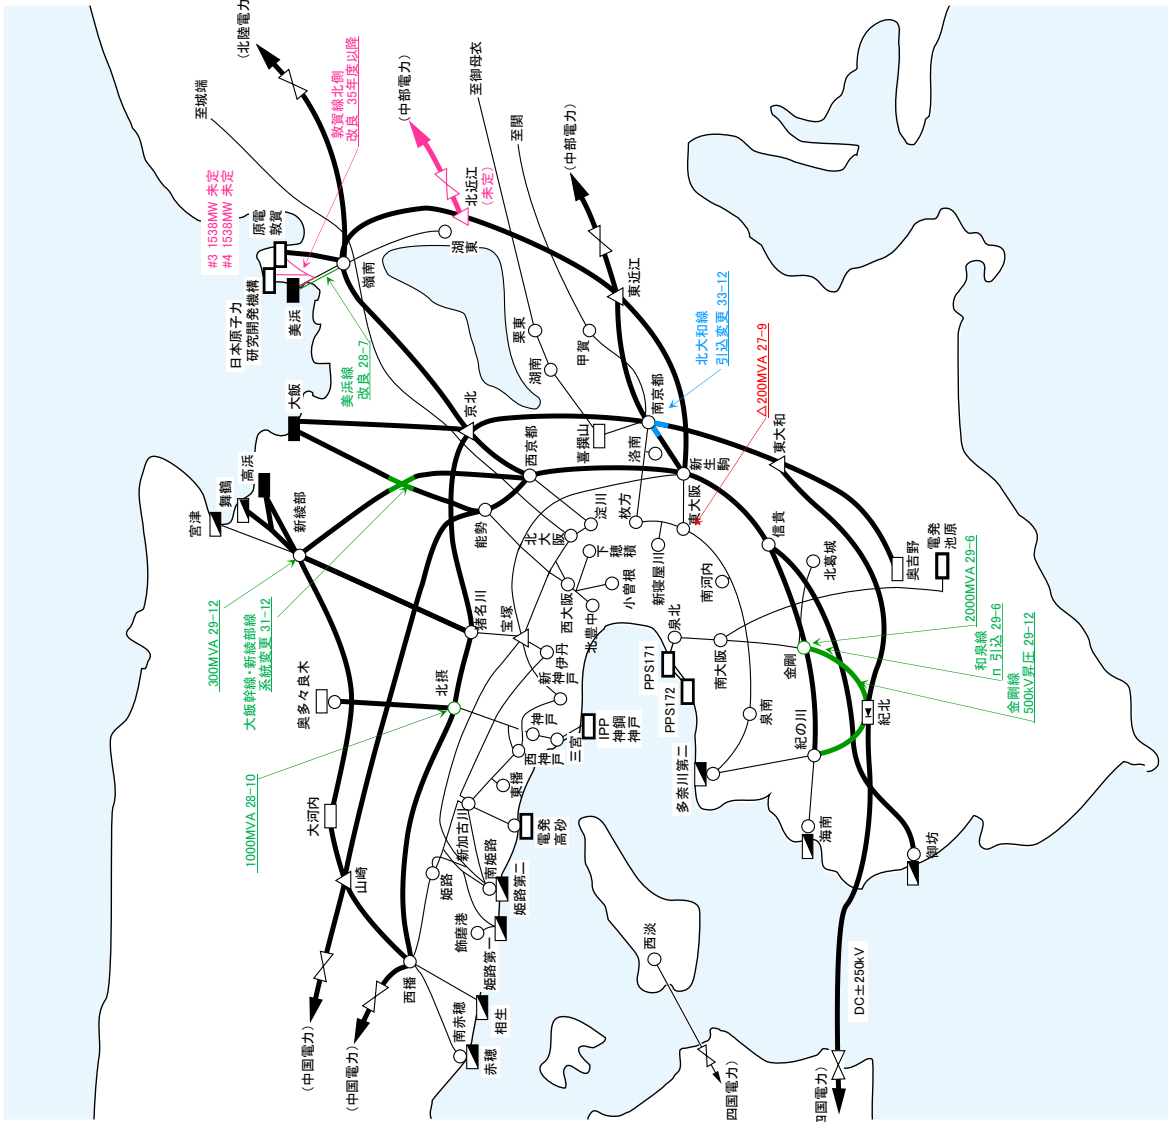 (北陸電力)
至城端
敦賀線北側
改良 35年度以降
(中部電力)
至御母衣
至関
(中部電力)
#3 1538MW 未定
#4 1538MW 未定
原電
敦賀
北近江
(未定)
湖東
嶺南
日本原子力
研究開発機構
美浜
美浜線
改良 28-7
東近江
栗東
甲賀
湖南
北大和線
引込変更 33-12
△200MVA 27-9
大飯
京北
南京都
喜撰山
洛南
西京都
新生駒
東大和
高浜
舞鶴
宮津
新綾部
能勢
淀川
北大阪
枚方
東大阪
信貴
下穂積
小曽根
新寝屋川
南河内
北葛城
奥吉野
電発
池原
300MVA 29-12
大飯幹線・新綾部線
系統変更 31-12
猪名川
宝塚
西大阪
北豊中
泉北
PPS171
PPS172
南大阪
金剛
2000MVA 29-6
和泉線
π 引込 29-6
金剛線
500kV昇圧 29-12
奥多々良木
北摂
新伊丹
神戸
神戸
西神戸
三宮
IPP
神鋼
神戸
泉南
紀の川
紀北
多奈川第二
1000MVA 28-10
大河内
東播
新加古川
電発
高砂
海南
御坊
山崎
姫路
南姫路
姫路第二
飾磨港
姫路第一
西播
西淡
DC±250kV
相生
南赤穂
赤穂
(中国電力)
(中国電力)
四国電力)
四国電力)